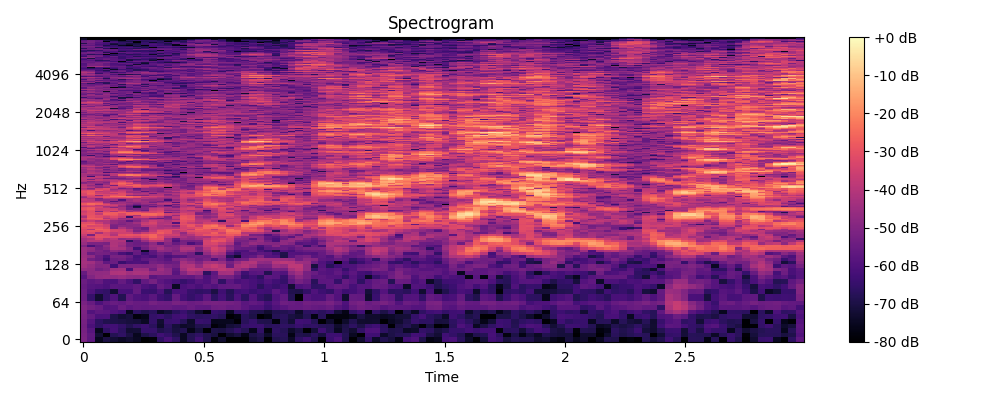 Spectrogram
4096
2048
1024
512
256
128
64
0
Hz
0
0.5
1
1.5
2
2.5
Time
+0 dB
-10 dB
-20 dB
-30 dB
-40 dB
-50 dB
-60 dB
-70 dB
-80 dB